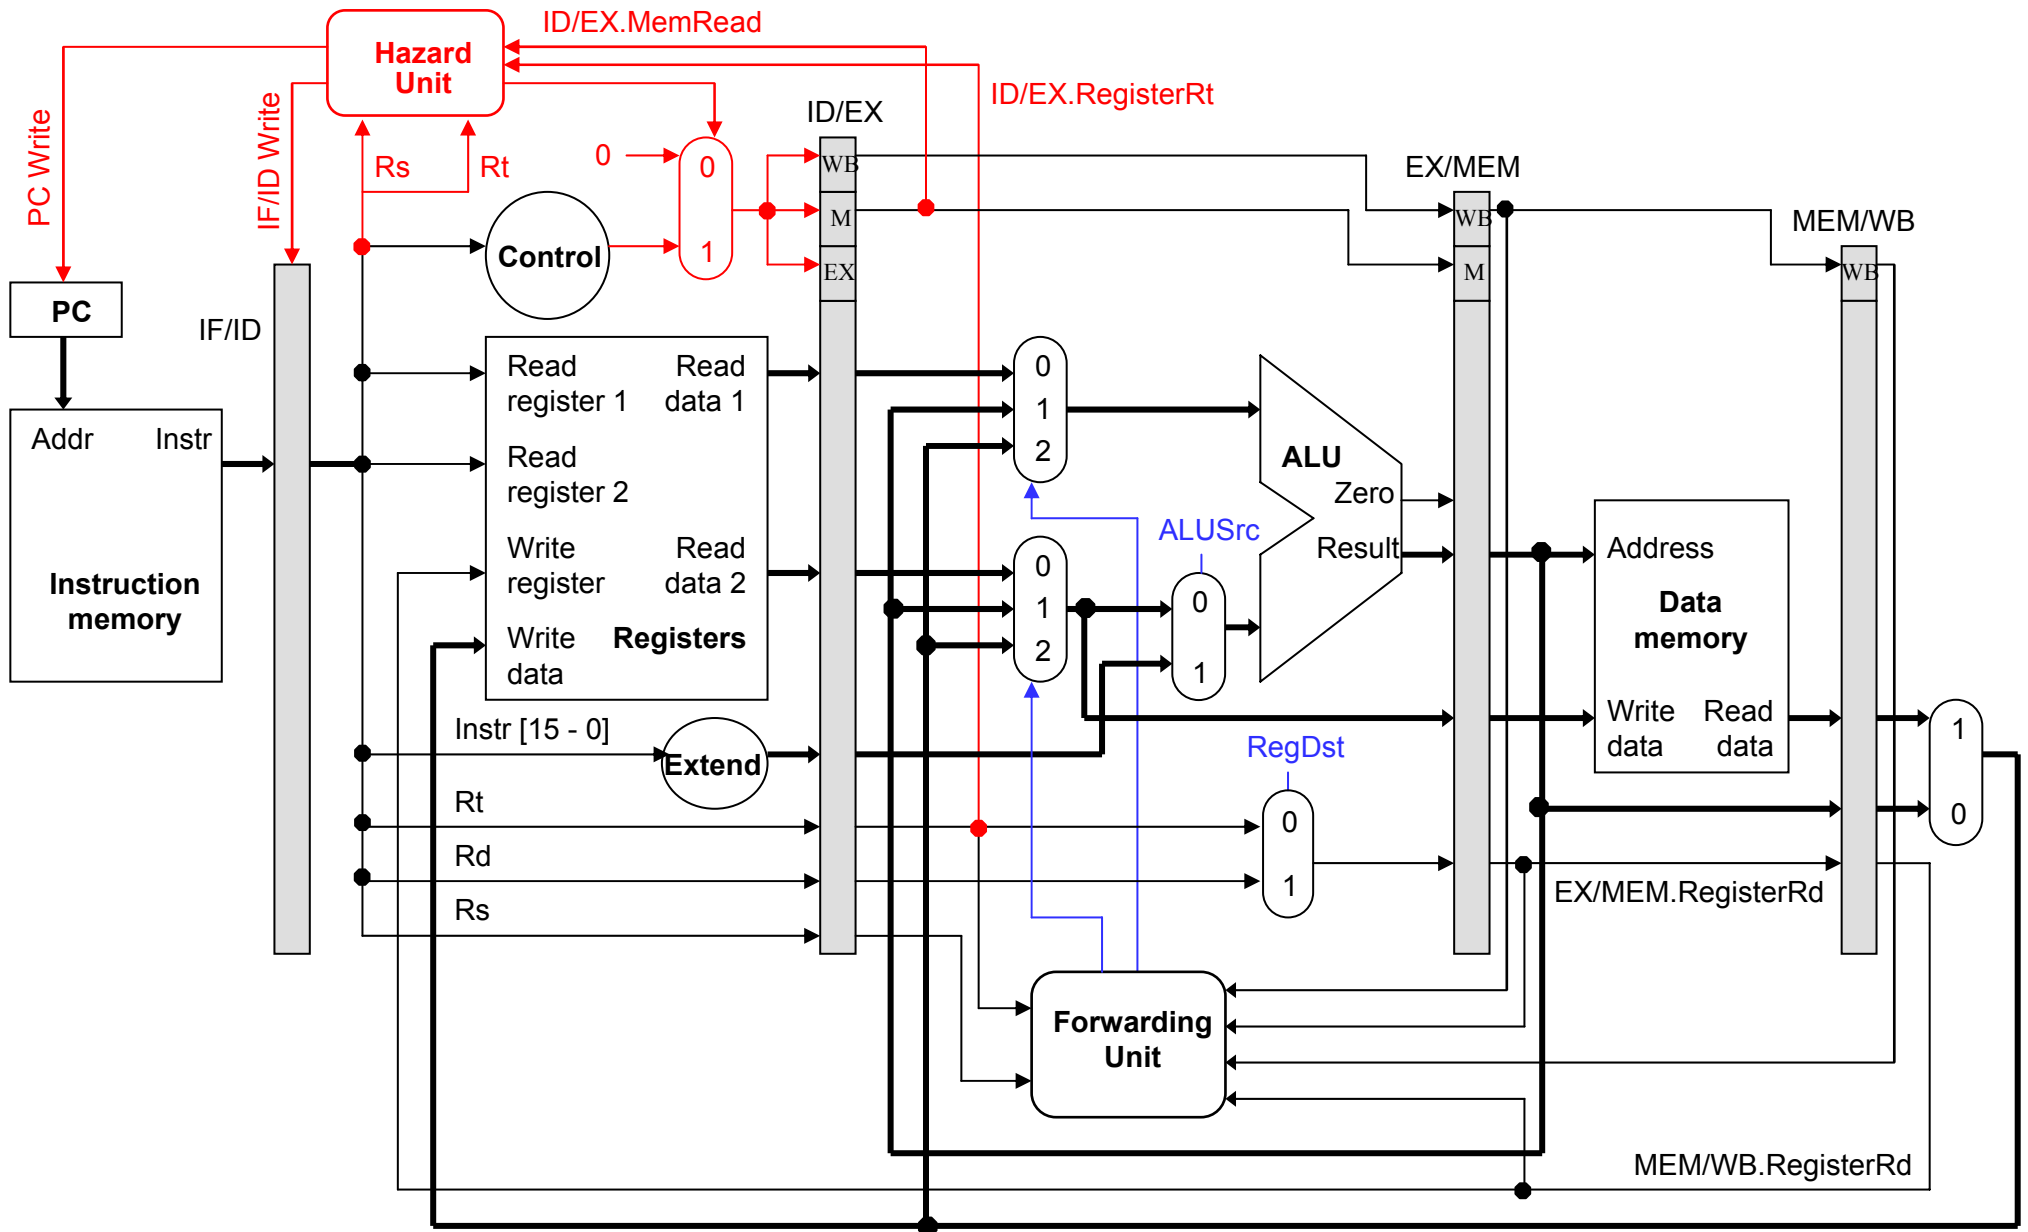 ID/EX.MemRead
Hazard
Unit
ID/EX.RegisterRt
PC Write
IF/ID Write
Rs
Rt
0
0
1
ID/EX
WB
M
EX
EX/MEM
WB
M
MEM/WB
WB
Control
PC
IF/ID
Addr
Instr
Instruction
memory
Read
register 1
Read
data 1
Read
register 2
Write
register
Read
data 2
Write
data
Registers
Instr [15 - 0]
Extend
Rt
Rd
Rs
0
1
2
0
1
2
ALUSrc
0
1
ALU
Zero
Result
RegDst
0
1
Address
Data
memory
Write
data
Read
data
1
0
EX/MEM.RegisterRd
Forwarding
Unit
MEM/WB.RegisterRd